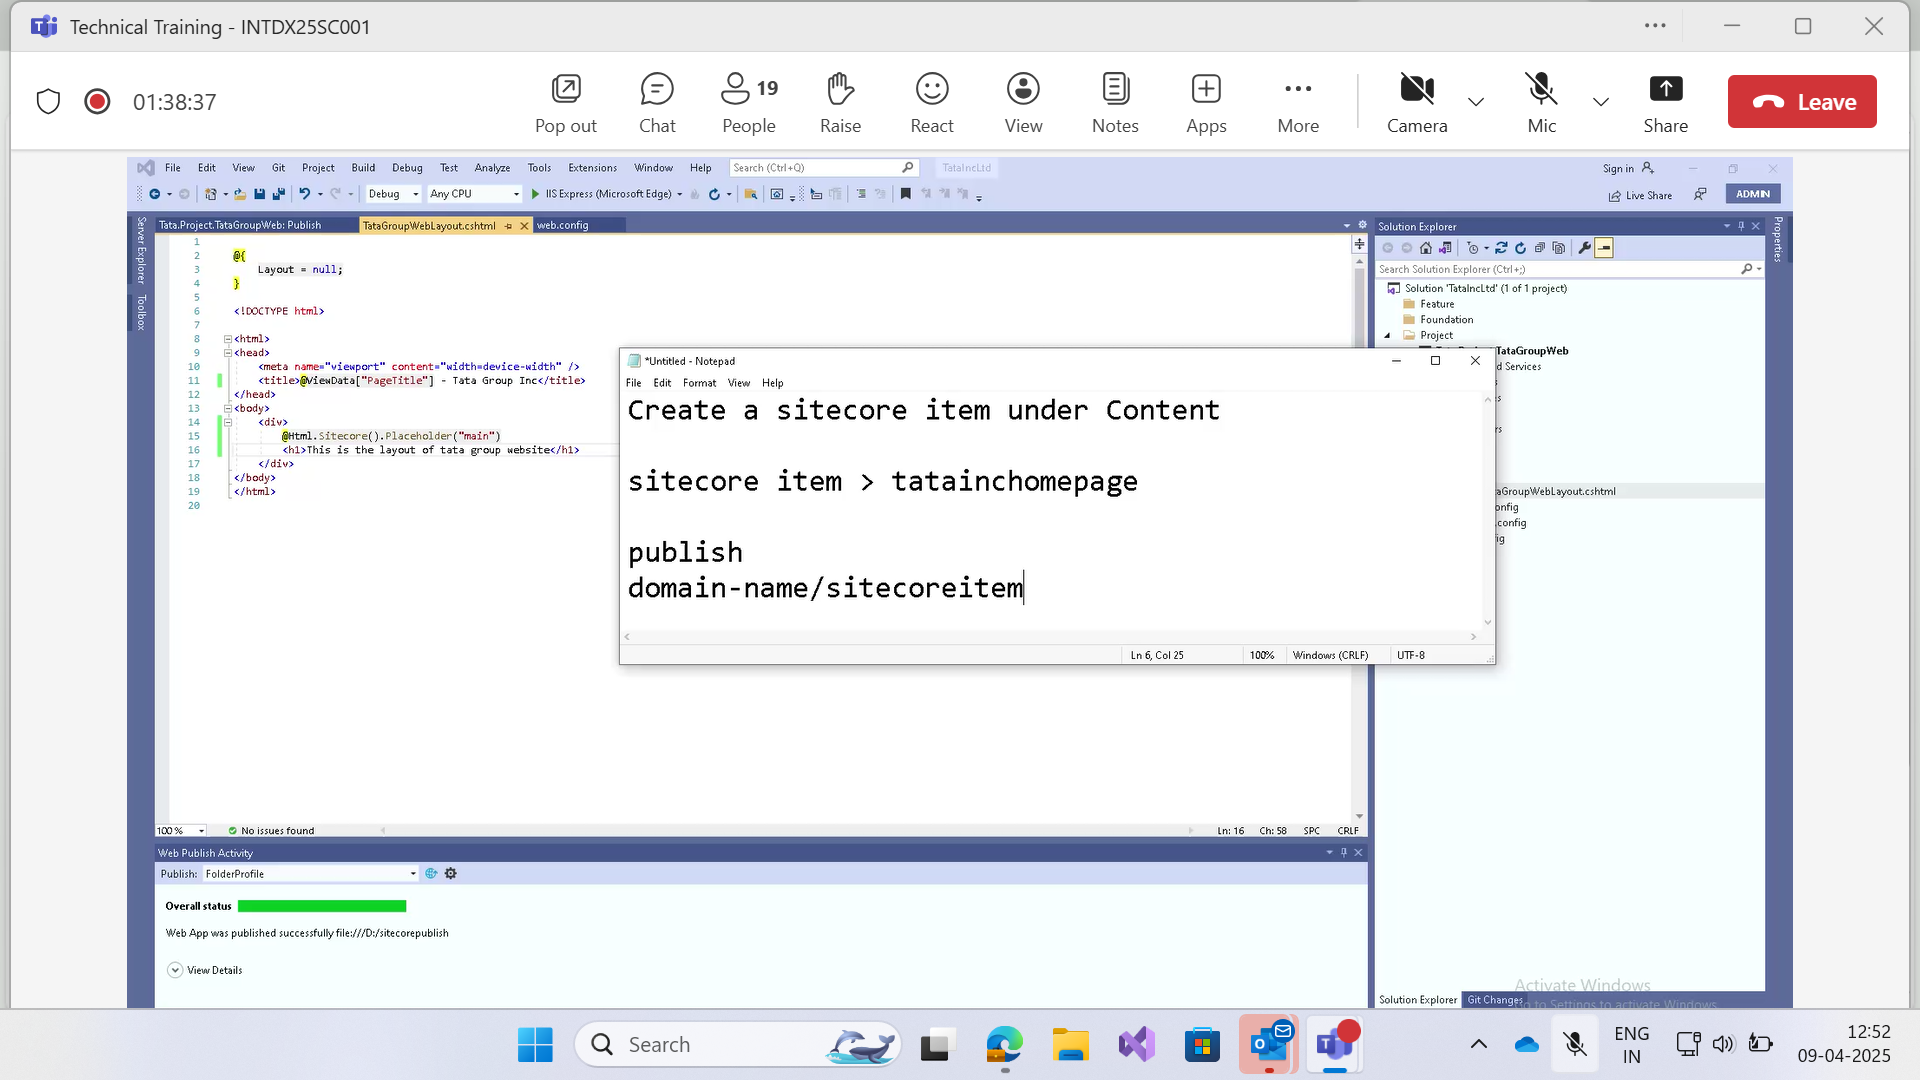 Technical Training - INTDX25SC001
01:38:37
Pop out
Chat
People 19
Raise
React
View
Notes
Apps
More
Camera
Mic
Share
Leave
File Edit View Git Project Build Debug Test Analyze Tools Extensions Window Help Search (Ctrl+Q) TataIncLtd Sign in
Debug Any CPU IIS Express (Microsoft Edge) Live Share ADMIN
Server Explorer
Toolbox
Tata.Project.TataGroupWeb: Publish TataGroupWebLayout.cshtml web.config
1
2 @{
3 Layout = null;
4 }
5
6 <!DOCTYPE html>
7
8 <html>
9 <head>
10 <meta name="viewport" content="width=device-width" />
11 <title>@ViewData["PageTitle"] - Tata Group Inc</title>
12 </head>
13 <body>
14 <div>
15 @Html.Sitecore().Placeholder("main")
16 <h1>This is the layout of tata group website</h1>
17 </div>
18 </body>
19 </html>
20
*Untitled - Notepad
File Edit Format View Help
Create a sitecore item under Content
sitecore item > tatainchomepage
publish
domain-name/sitecoreitem
Ln 6, Col 25 100% Windows (CRLF) UTF-8
Solution Explorer
Search Solution Explorer (Ctrl+;)
Solution 'TataIncLtd' (1 of 1 project)
Feature
Foundation
Project
TataGroupWeb
d Services
rs
aGroupWebLayout.cshtml
onfig
.config
ig
Properties
100 % No issues found Ln: 16 Ch: 58 SPC CRLF
Web Publish Activity
Publish: FolderProfile
Overall status
Web App was published successfully file:///D:/sitecorepublish
View Details
Activate Windows
Go to Settings to activate Windows.
Solution Explorer Git Changes
Search
ENG
IN
12:52
09-04-2025